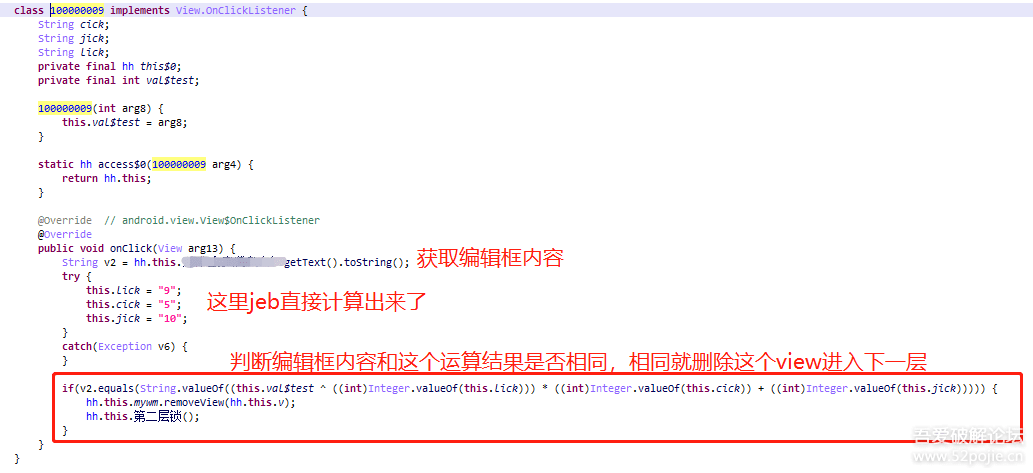 class 100000009 implements View.OnClickListener {
String cick;
String jick;
String lick;
private final hh this$0;
private final int val$test;
100000009(int arg8) {
this.val$test = arg8;
}
static hh access$0(100000009 arg4) {
return hh.this;
}
@Override // android.view.View$OnClickListener
@Override
public void onClick(View arg13) {
String v2 = hh.this. getText().toString(); 获取编辑框内容
try {
this.lick = "9";
this.cick = "5"; 这里jeb直接计算出来了
this.jick = "10";
}
catch(Exception v6) {
}
判断编辑框内容和这个运算结果是否相同，相同就删除这个view进入下一层
if(v2.equals(String.valueOf((this.val$test ^ ((int)Integer.valueOf(this.lick))) * ((int)Integer.valueOf(this.cick)) + ((int)Integer.valueOf(this.jick))))) {
hh.this.mywm.removeView(hh.this.v);
hh.this.第二层锁();
}
}
}
吾爱破解论坛
www.52pojie.cn